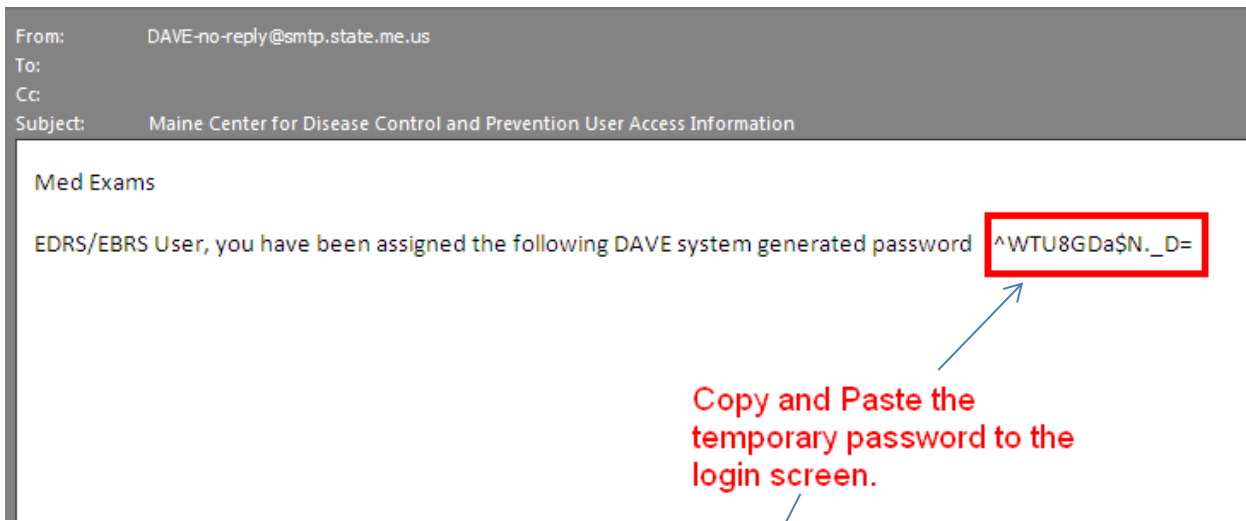 From: DAVE-no-reply@smtp.state.me.us
To:
Cc:
Subject: Maine Center for Disease Control and Prevention User Access Information
Med Exams
EDRS/EBRS User, you have been assigned the following DAVE system generated password ^WTU8GDa$N._D=
Copy and Paste the
temporary password to the
login screen.